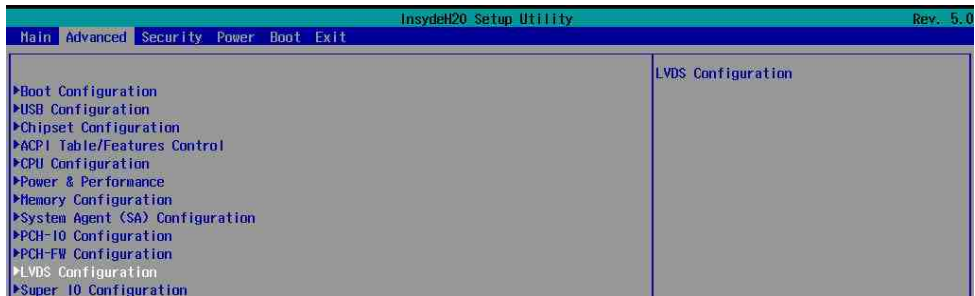 InsydeH20 Setup Utility Rev. 5.0
Main Advanced Security Power Boot Exit
LVDS Configuration
▶Boot Configuration
▶USB Configuration
▶Chipset Configuration
▶ACPI Table/Features Control
▶CPU Configuration
▶Power & Performance
▶Memory Configuration
▶System Agent (SA) Configuration
▶PCH-IO Configuration
▶PCH-FW Configuration
▶LVDS Configuration
▶Super IO Configuration